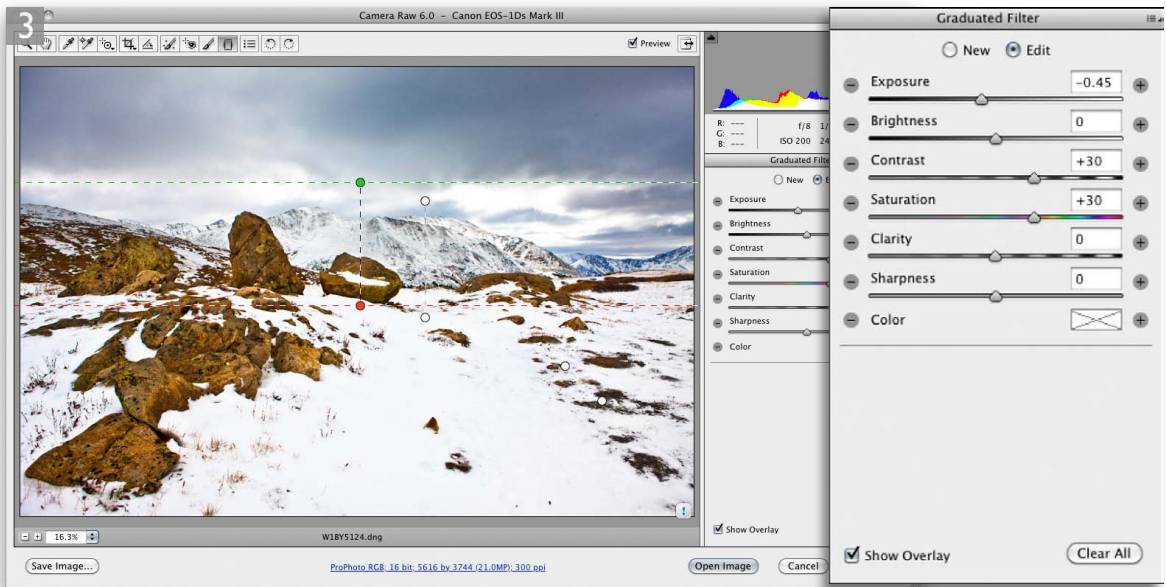 3
Camera Raw 6.0 – Canon EOS-1Ds Mark III
Preview
R: ---
G: ---
B: ---
f/8 1/
ISO 200 24
Graduated Filte
New E
Exposure
Brightness
Contrast
Saturation
Clarity
Sharpness
Color
Show Overlay
16.3%
W1BY5124.dng
Save Image...
ProPhoto RGB; 16 bit; 5616 by 3744 (21.0MP); 300 ppi
Open Image
Cancel
Graduated Filter
New Edit
Exposure -0.45
Brightness 0
Contrast +30
Saturation +30
Clarity 0
Sharpness 0
Color
Show Overlay
Clear All